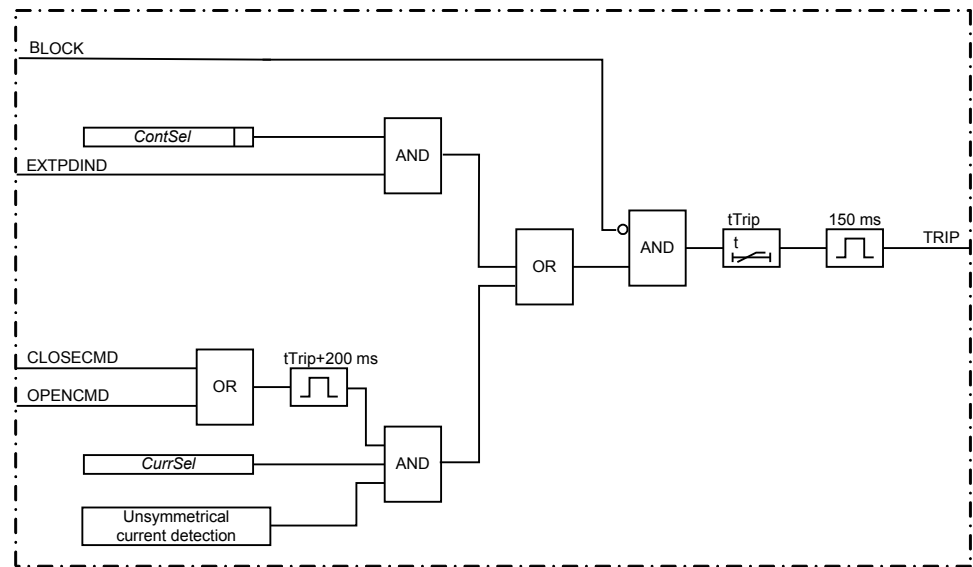 BLOCK
ContSel
AND
EXTPDIND
tTrip
150 ms
TRIP
t
AND
OR
CLOSECMD
tTrip+200 ms
OR
OPENCMD
AND
CurrSel
Unsymmetrical
current detection